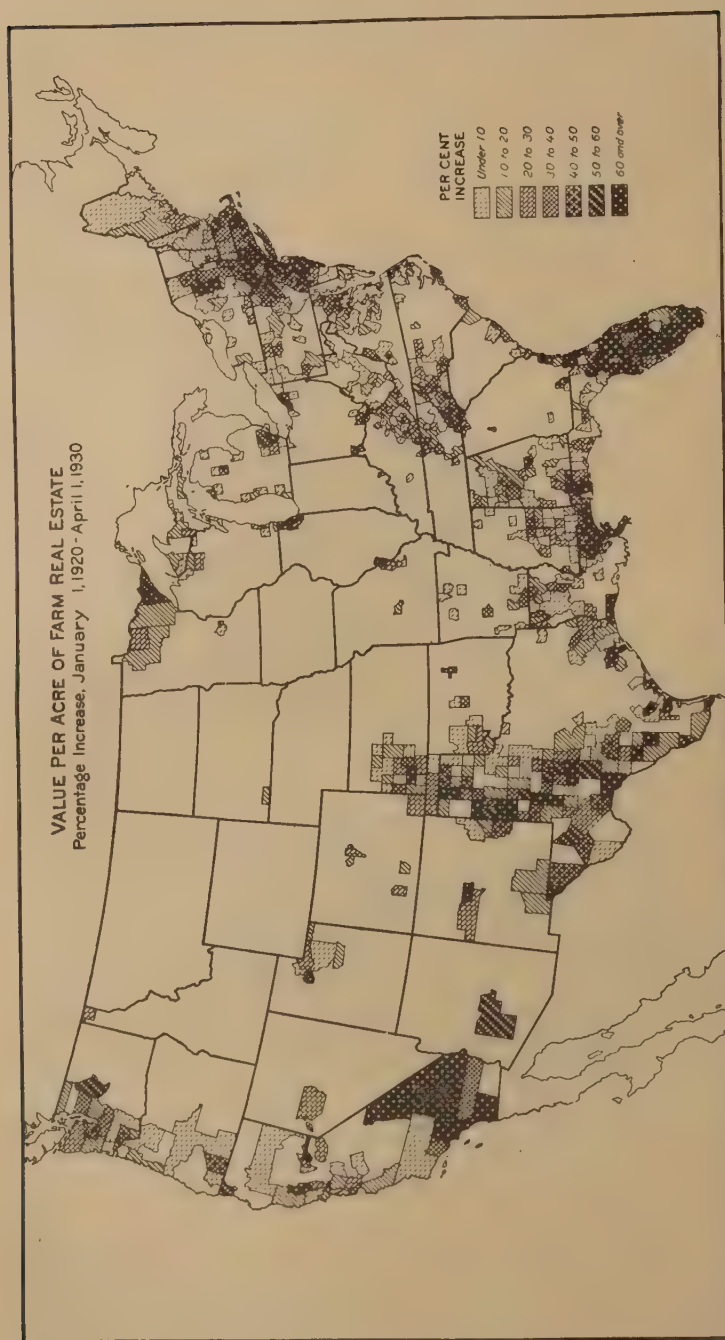 VALUE PER ACRE OF FARM REAL ESTATE
Percentage Increase, January 1, 1920 - April 1, 1930
PER CENT
INCREASE
Under 10
10 to 20
20 to 30
30 to 40
40 to 50
50 to 60
60 and over